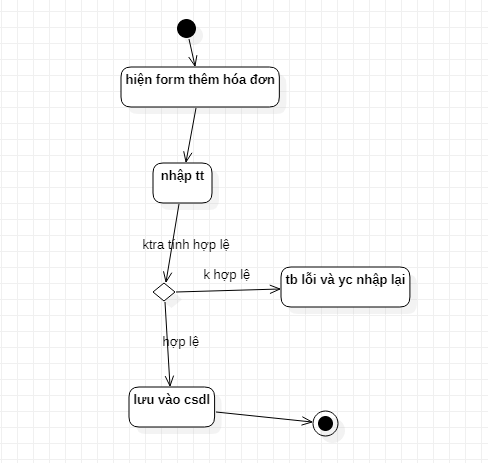 hiện form thêm hóa đơn
nhập tt
ktra tính hợp lệ
k hợp lệ
tb lỗi và yc nhập lại
hợp lệ
lưu vào csdl